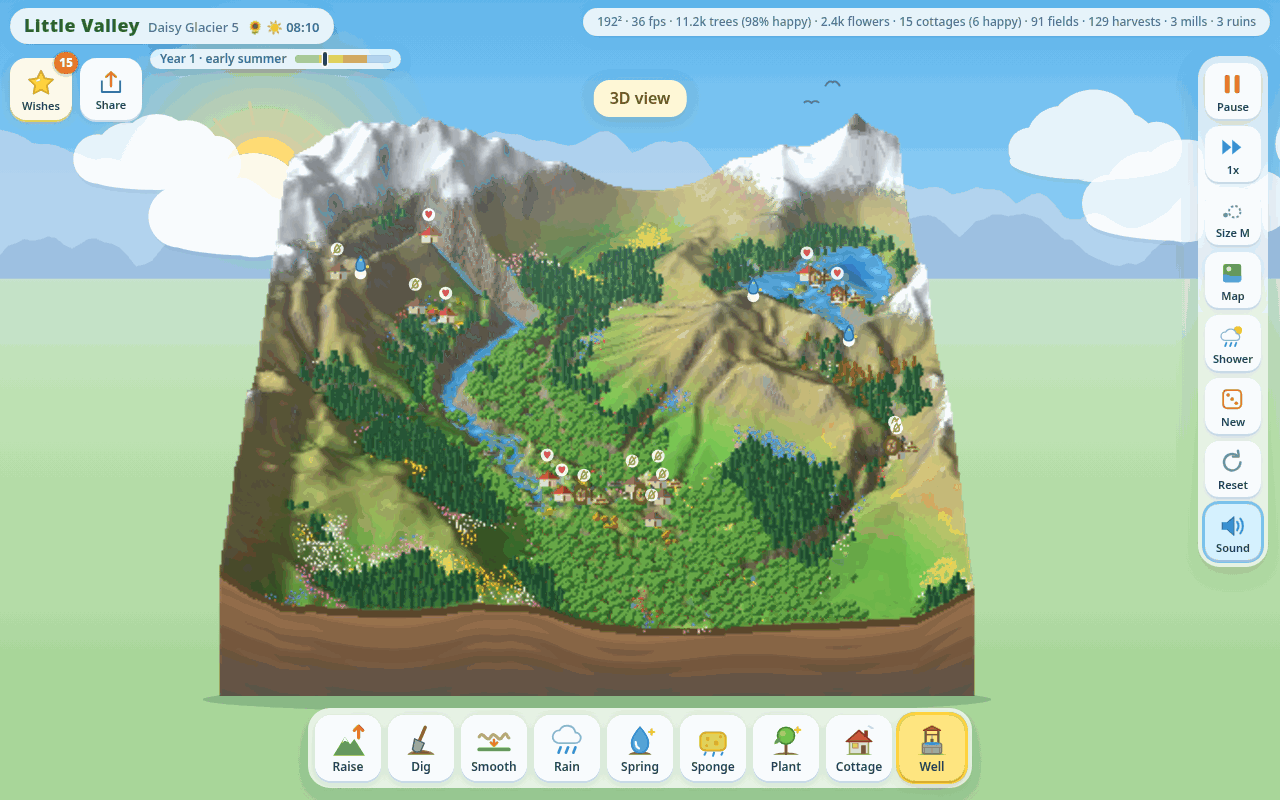 Little Valley Daisy Glacier 5 08:10
192² · 36 fps · 11.2k trees (98% happy) · 2.4k flowers · 15 cottages (6 happy) · 91 fields · 129 harvests · 3 mills · 3 ruins
Year 1 · early summer
15
Wishes
Share
3D view
Pause
1x
Size M
Map
Shower
New
Reset
Sound
Raise
Dig
Smooth
Rain
Spring
Sponge
Plant
Cottage
Well